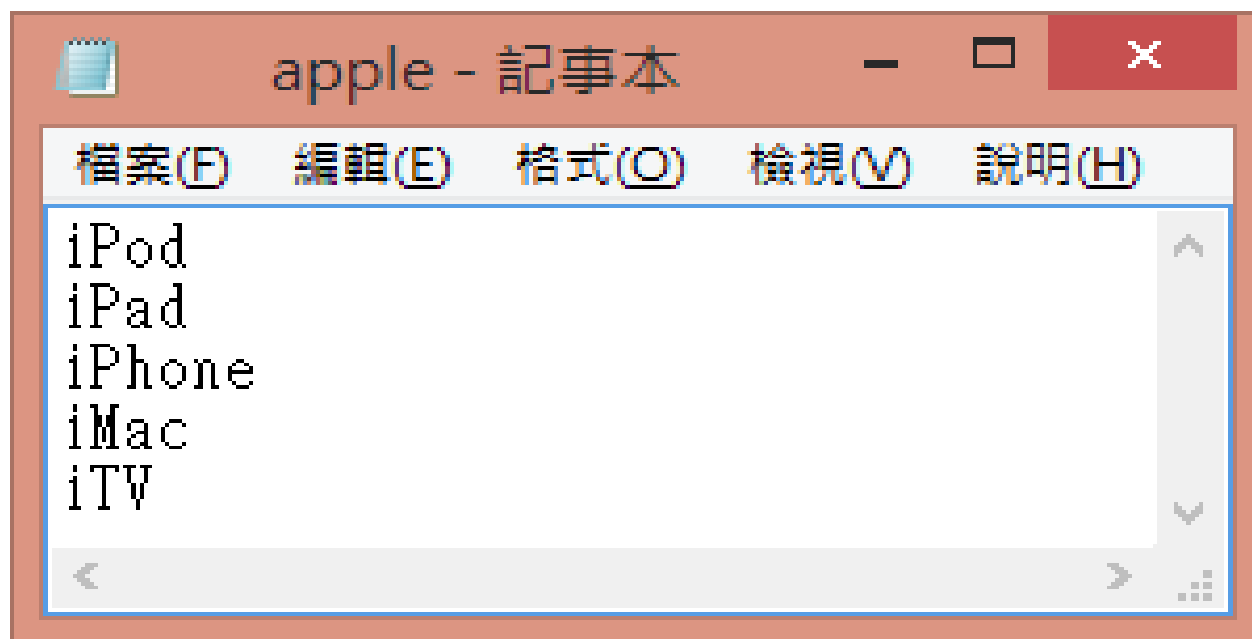 apple - 記事本
檔案(F) 編輯(E) 格式(O) 檢視(V) 說明(H)
iPod
iPad
iPhone
iMac
iTV